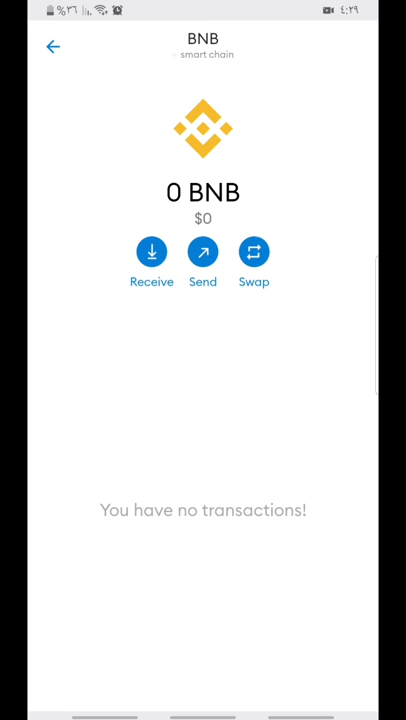 %٣٦ ٤:٢٩
BNB
smart chain
0 BNB
$0
Receive Send Swap
You have no transactions!